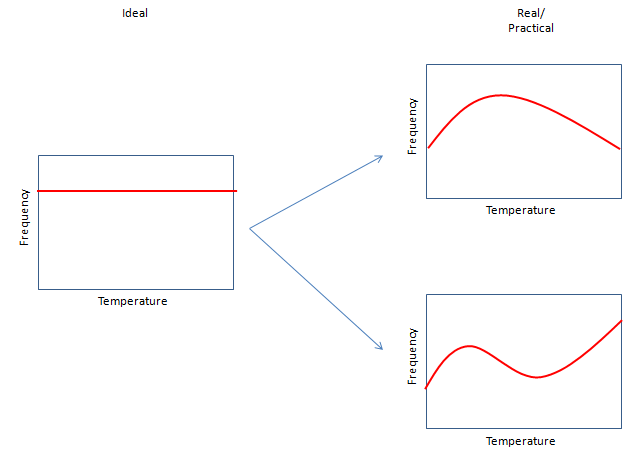 Ideal
Real/
Practical
Frequency
Temperature
Frequency
Temperature
Frequency
Temperature